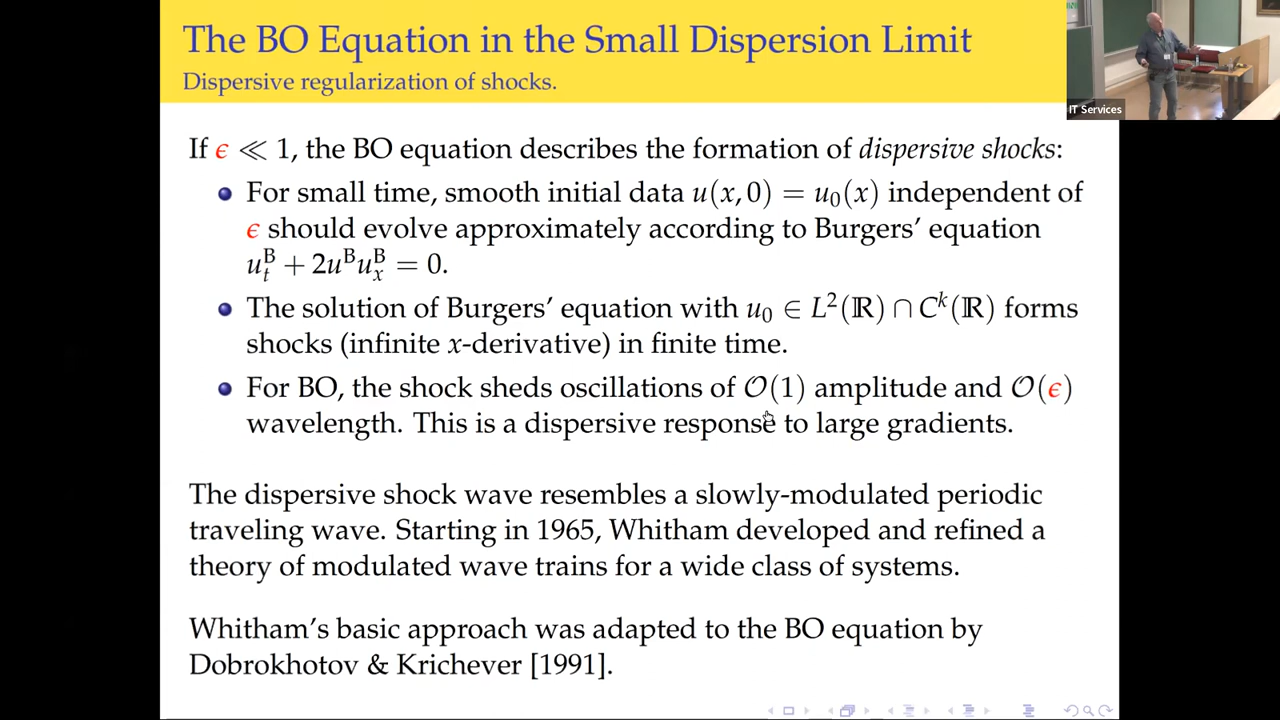 The BO Equation in the Small Dispersion Limit
Dispersive regularization of shocks.
IT Services
If ϵ ≪ 1, the BO equation describes the formation of dispersive shocks:
For small time, smooth initial data u(x, 0) = u₀(x) independent of
ϵ should evolve approximately according to Burgers' equation
uₜᴮ + 2uᴮuₓᴮ = 0.
The solution of Burgers' equation with u₀ ∈ L²(ℝ) ∩ Cᵏ(ℝ) forms
shocks (infinite x-derivative) in finite time.
For BO, the shock sheds oscillations of 𝒪(1) amplitude and 𝒪(ϵ)
wavelength. This is a dispersive response to large gradients.
The dispersive shock wave resembles a slowly-modulated periodic
traveling wave. Starting in 1965, Whitham developed and refined a
theory of modulated wave trains for a wide class of systems.
Whitham's basic approach was adapted to the BO equation by
Dobrokhotov & Krichever [1991].